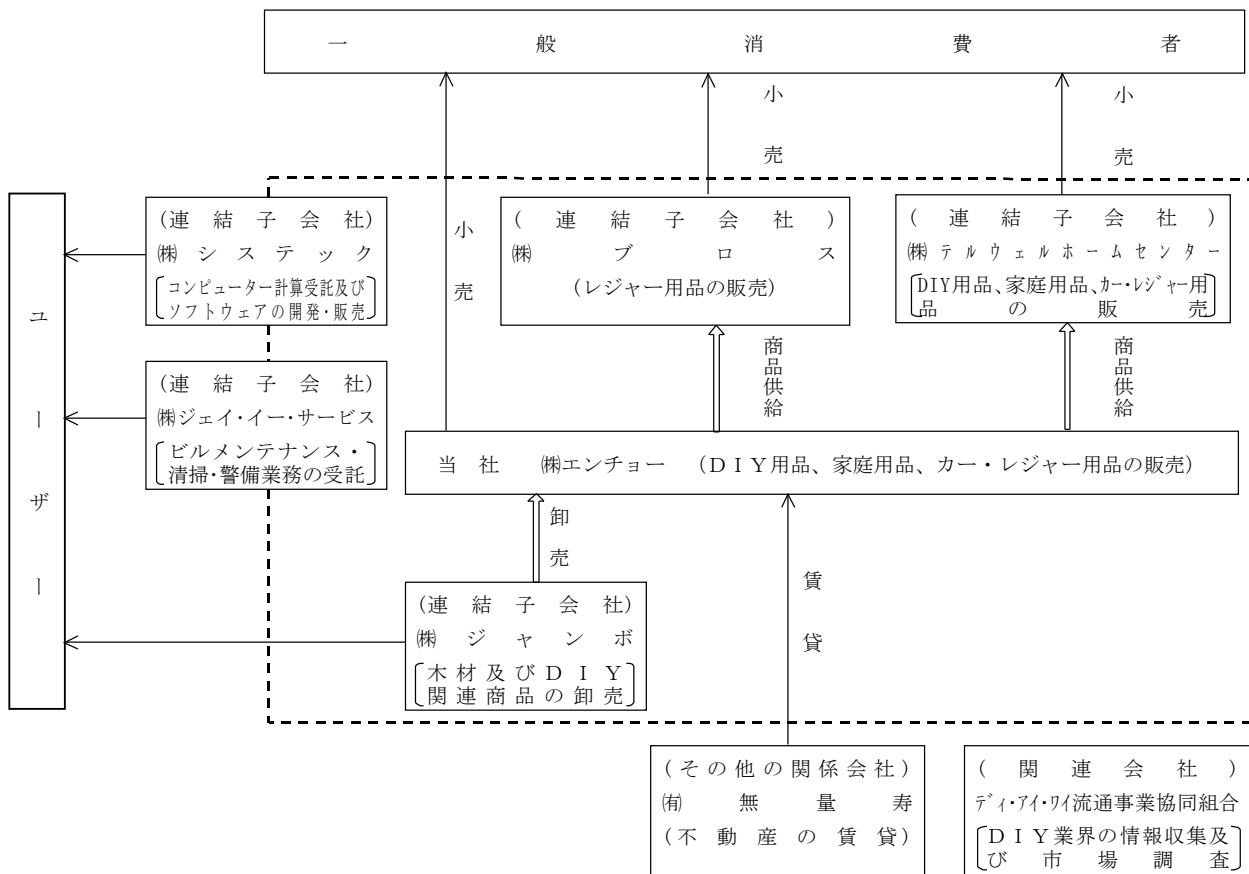 一般消費者
小売
小売
小売
ユーザー
(連結子会社)
㈱システック
コンピューター計算受託及び
ソフトウェアの開発・販売
(連結子会社)
㈱ブロス
(レジャー用品の販売)
(連結子会社)
㈱テルウェルホームセンター
DIY用品、家庭用品、カー・レジャー用
品の販売
(連結子会社)
㈱ジェイ・イー・サービス
ビルメンテナンス・
清掃・警備業務の受託
商品供給
商品供給
当社 ㈱エンチョー (DIY用品、家庭用品、カー・レジャー用品の販売)
卸売
賃貸
(連結子会社)
㈱ジャンボ
木材及びDIY
関連商品の卸売
(その他の関係会社)
㈲無量寿
(不動産の賃貸)
(関連会社)
ディ・アイ・ワイ流通事業協同組合
DIY業界の情報収集及
び市場調査